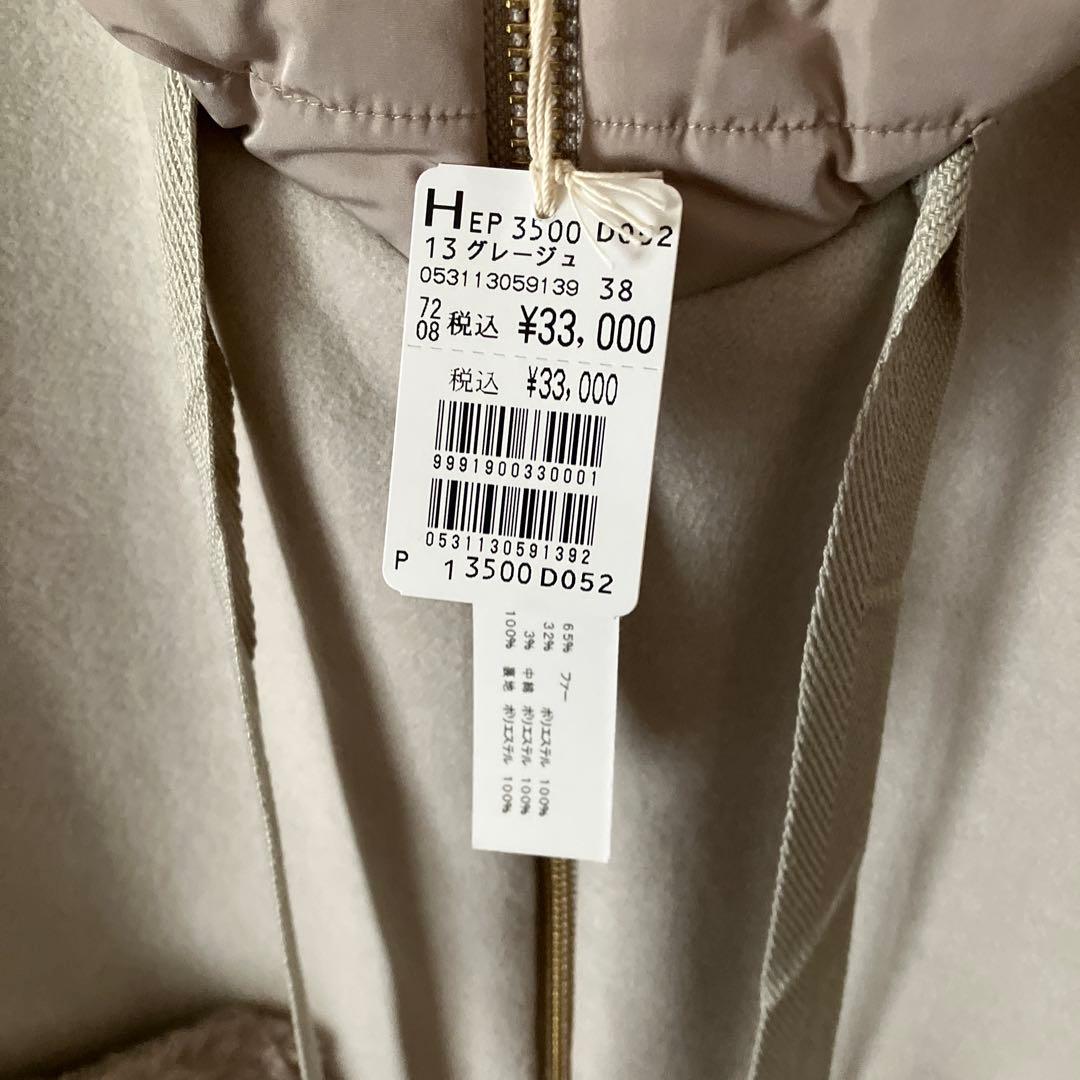 HEP 3500 D052
13 グレージュ
053113059139 38
72
08 税込 ¥33,000
税込 ¥33,000
9991900330001
0531130591392
P 1 3500 D052
65% ファー
32% ポリエステル 100%
3% 中綿 ポリエステル 100%
100% 裏地 ポリエステル 100%